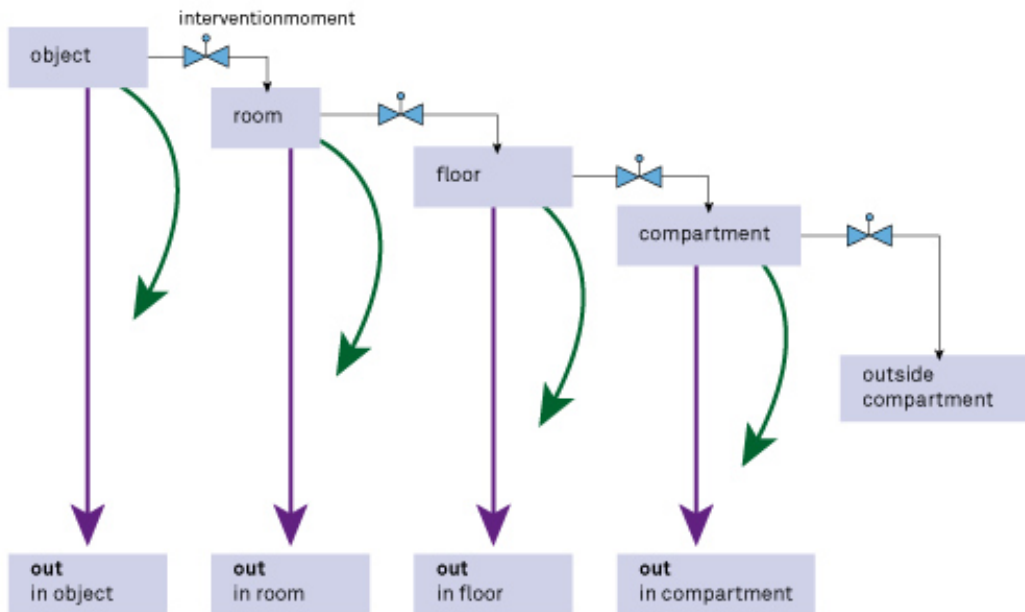 interventionmoment
object
room
floor
compartment
outside
compartment
out
in object
out
in room
out
in floor
out
in compartment